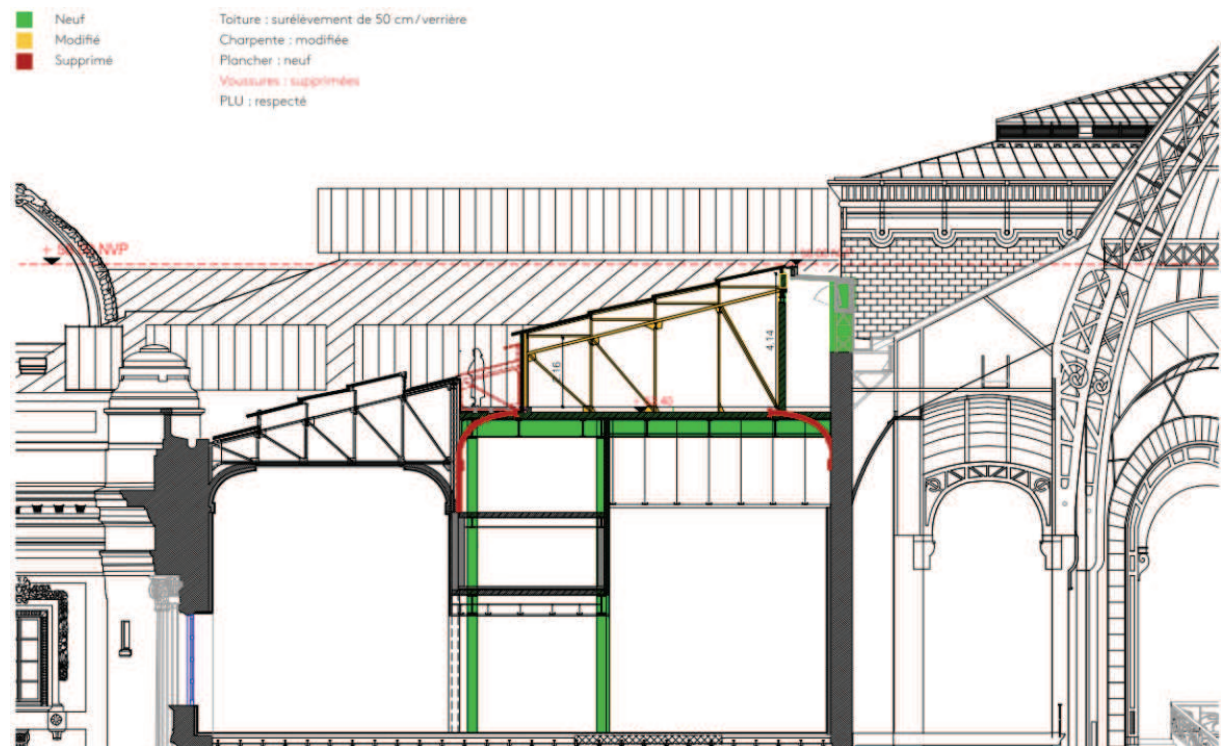 Neuf
Modifié
Supprimé
Toiture : surélèvement de 50 cm/verrière
Charpente : modifiée
Plancher : neuf
Voussures : supprimées
PLU : respecté
NVP
4.14